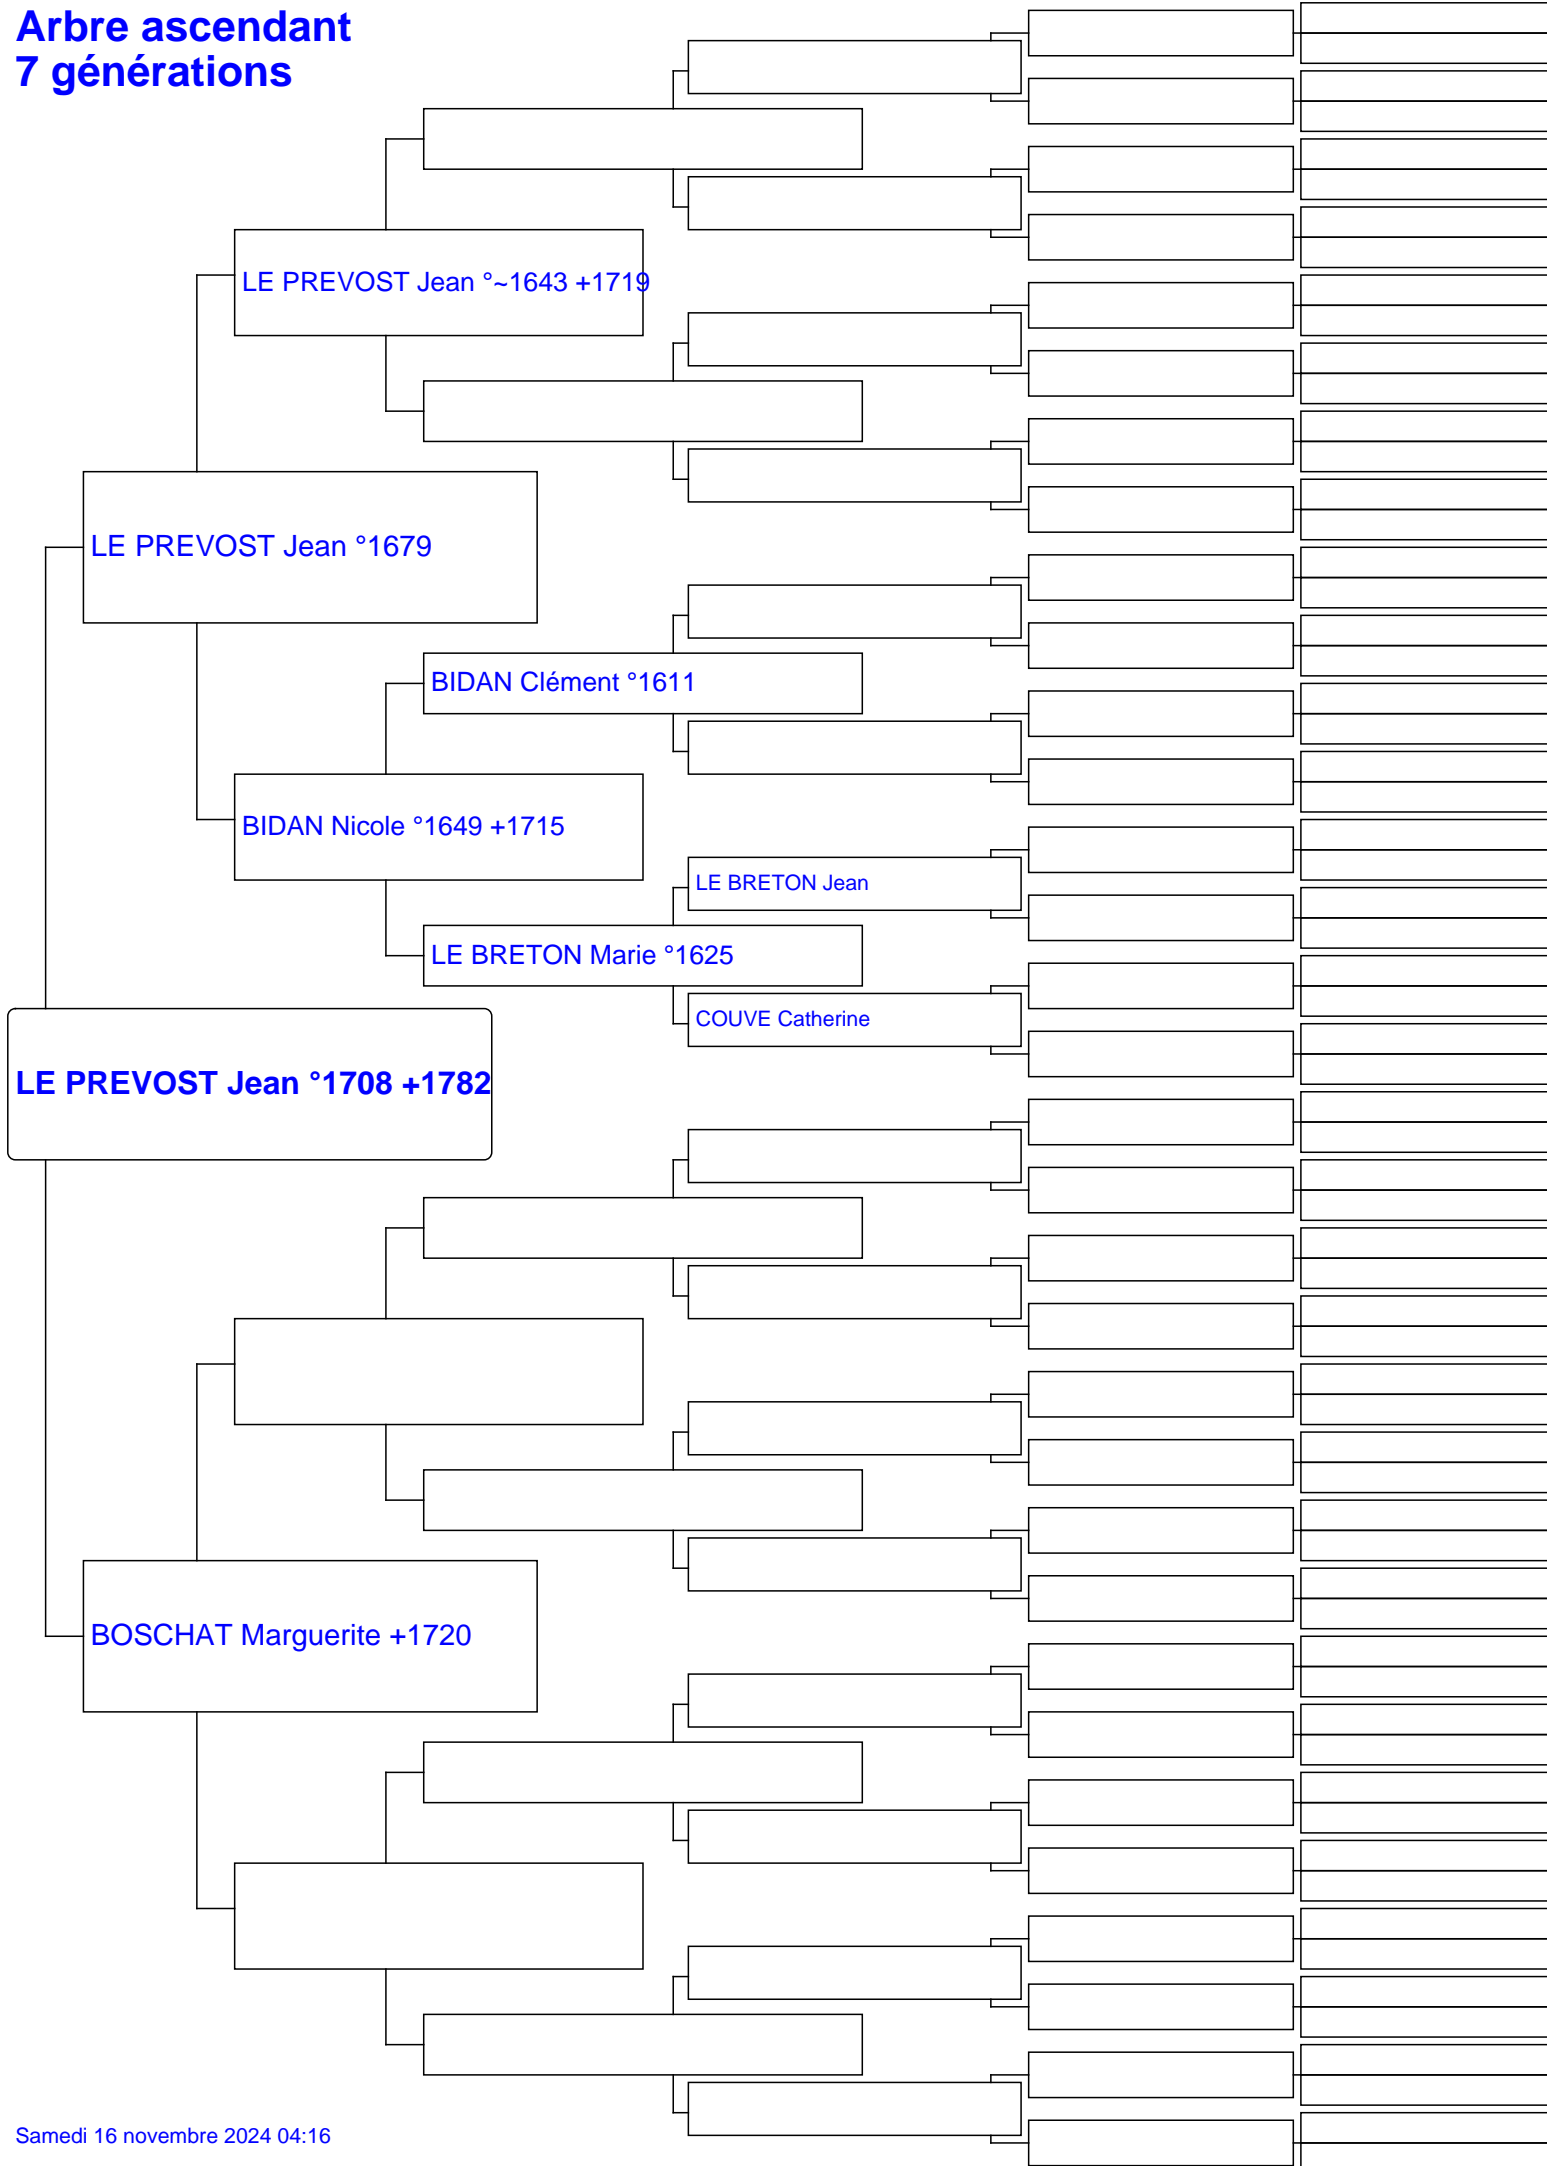 Arbre ascendant
7 générations
LE PREVOST Jean °~1643 +1719
LE PREVOST Jean °1679
BIDAN Clément °1611
BIDAN Nicole °1649 +1715
LE BRETON Jean
LE BRETON Marie °1625
COUVE Catherine
LE PREVOST Jean °1708 +1782
BOSCHAT Marguerite +1720
Samedi 16 novembre 2024 04:16